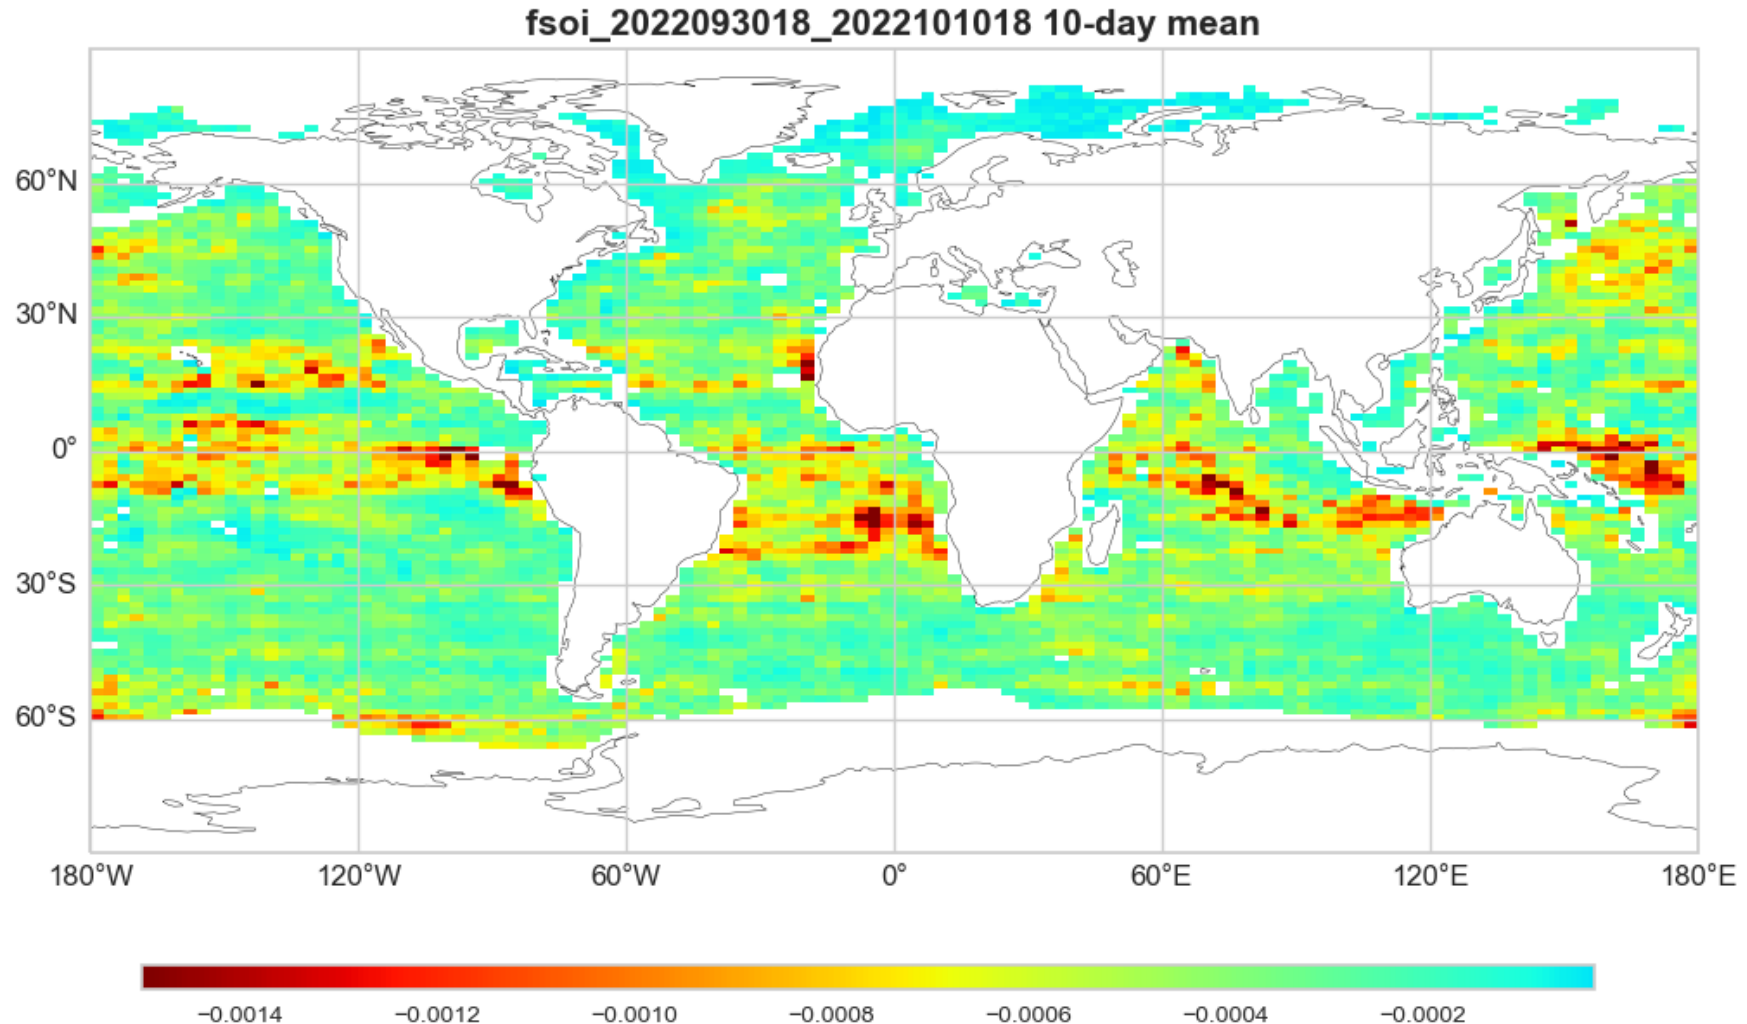 fsoi_2022093018_2022101018 10-day mean
60°N
30°N
0°
30°S
60°S
180°W 120°W 60°W 0° 60°E 120°E 180°E
−0.0014 −0.0012 −0.0010 −0.0008 −0.0006 −0.0004 −0.0002